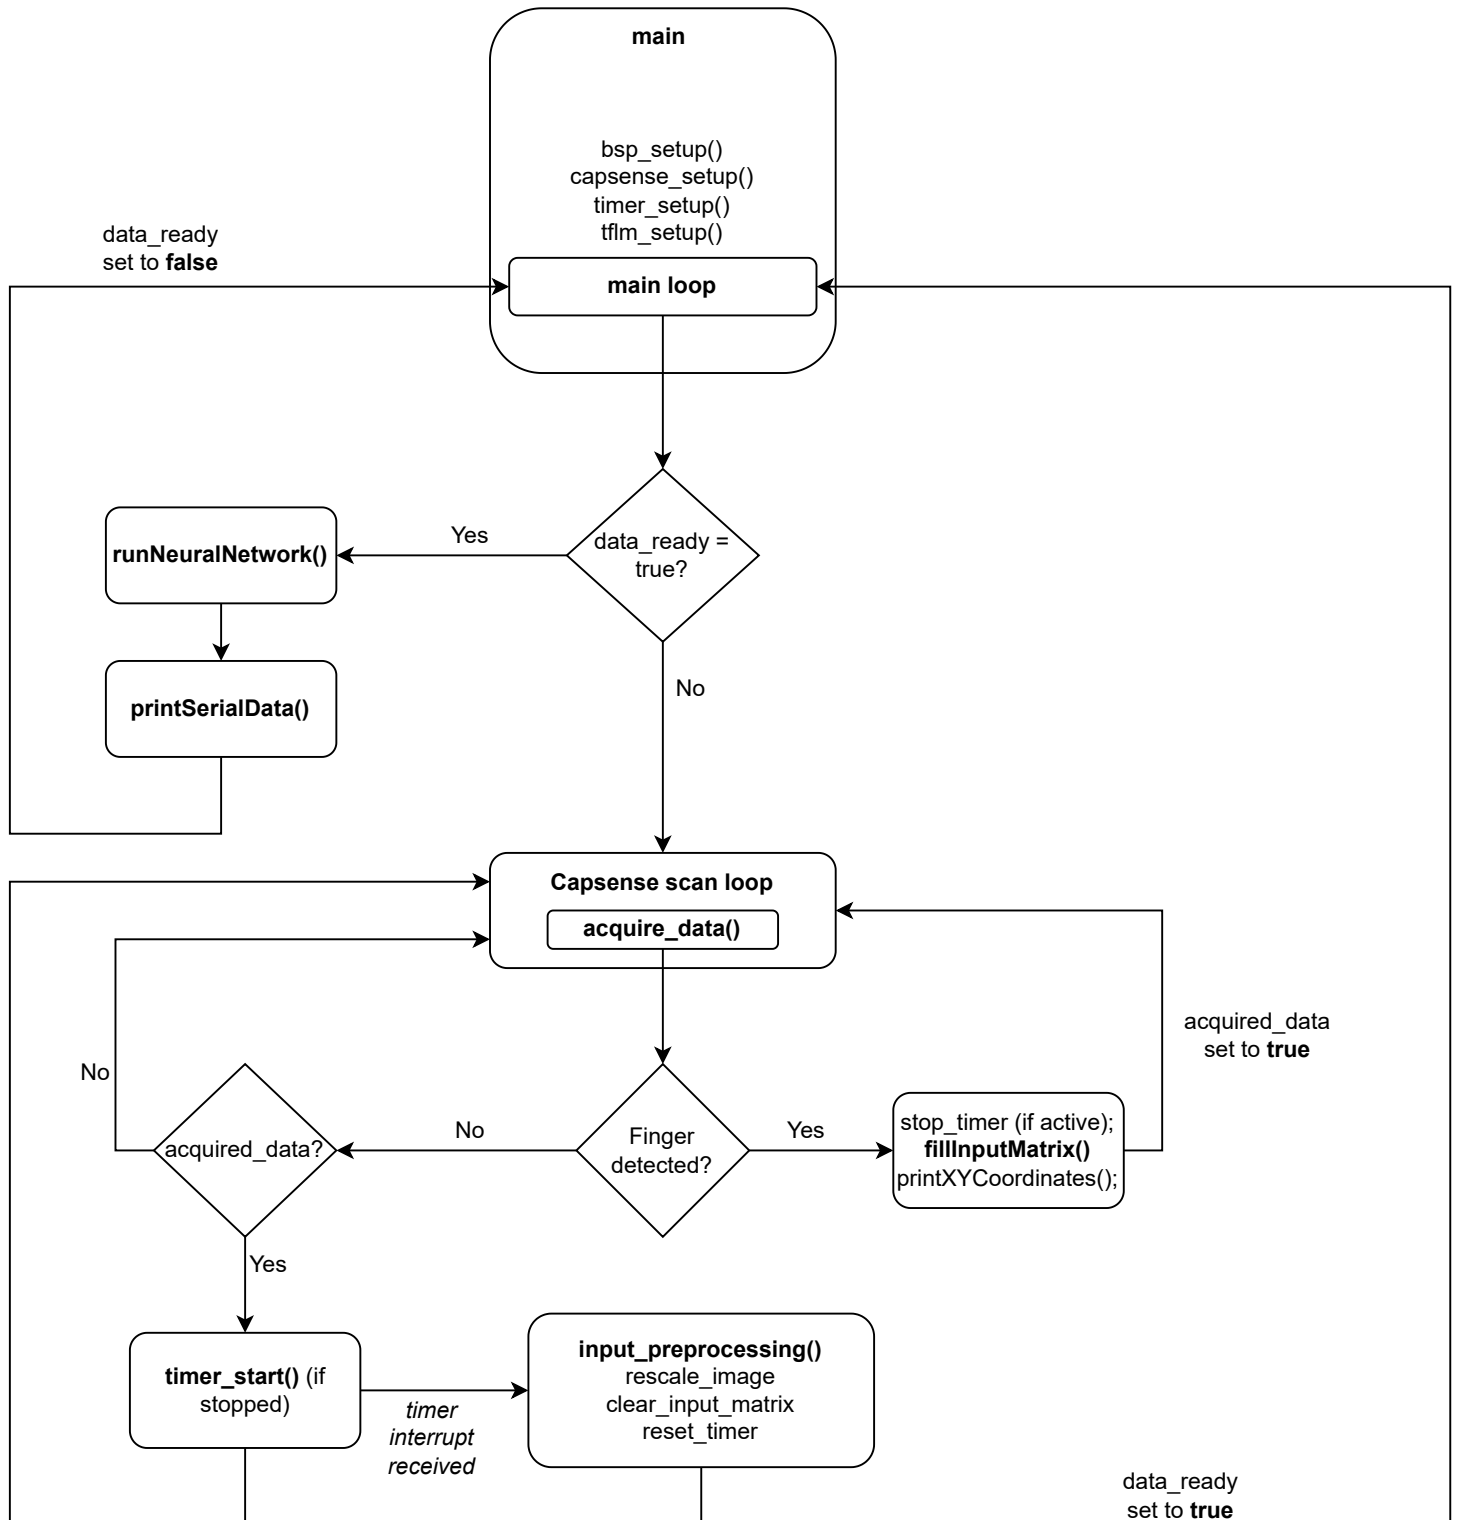 main
bsp_setup()
capsense_setup()
timer_setup()
tflm_setup()
main loop
data_ready
set to false
data_ready =
true?
Yes
runNeuralNetwork()
printSerialData()
No
Capsense scan loop
acquire_data()
acquired_data
set to true
No
Finger
detected?
Yes
stop_timer (if active);
fillInputMatrix()
printXYCoordinates();
No
acquired_data?
Yes
timer_start() (if
stopped)
timer
interrupt
received
input_preprocessing()
rescale_image
clear_input_matrix
reset_timer
data_ready
set to true